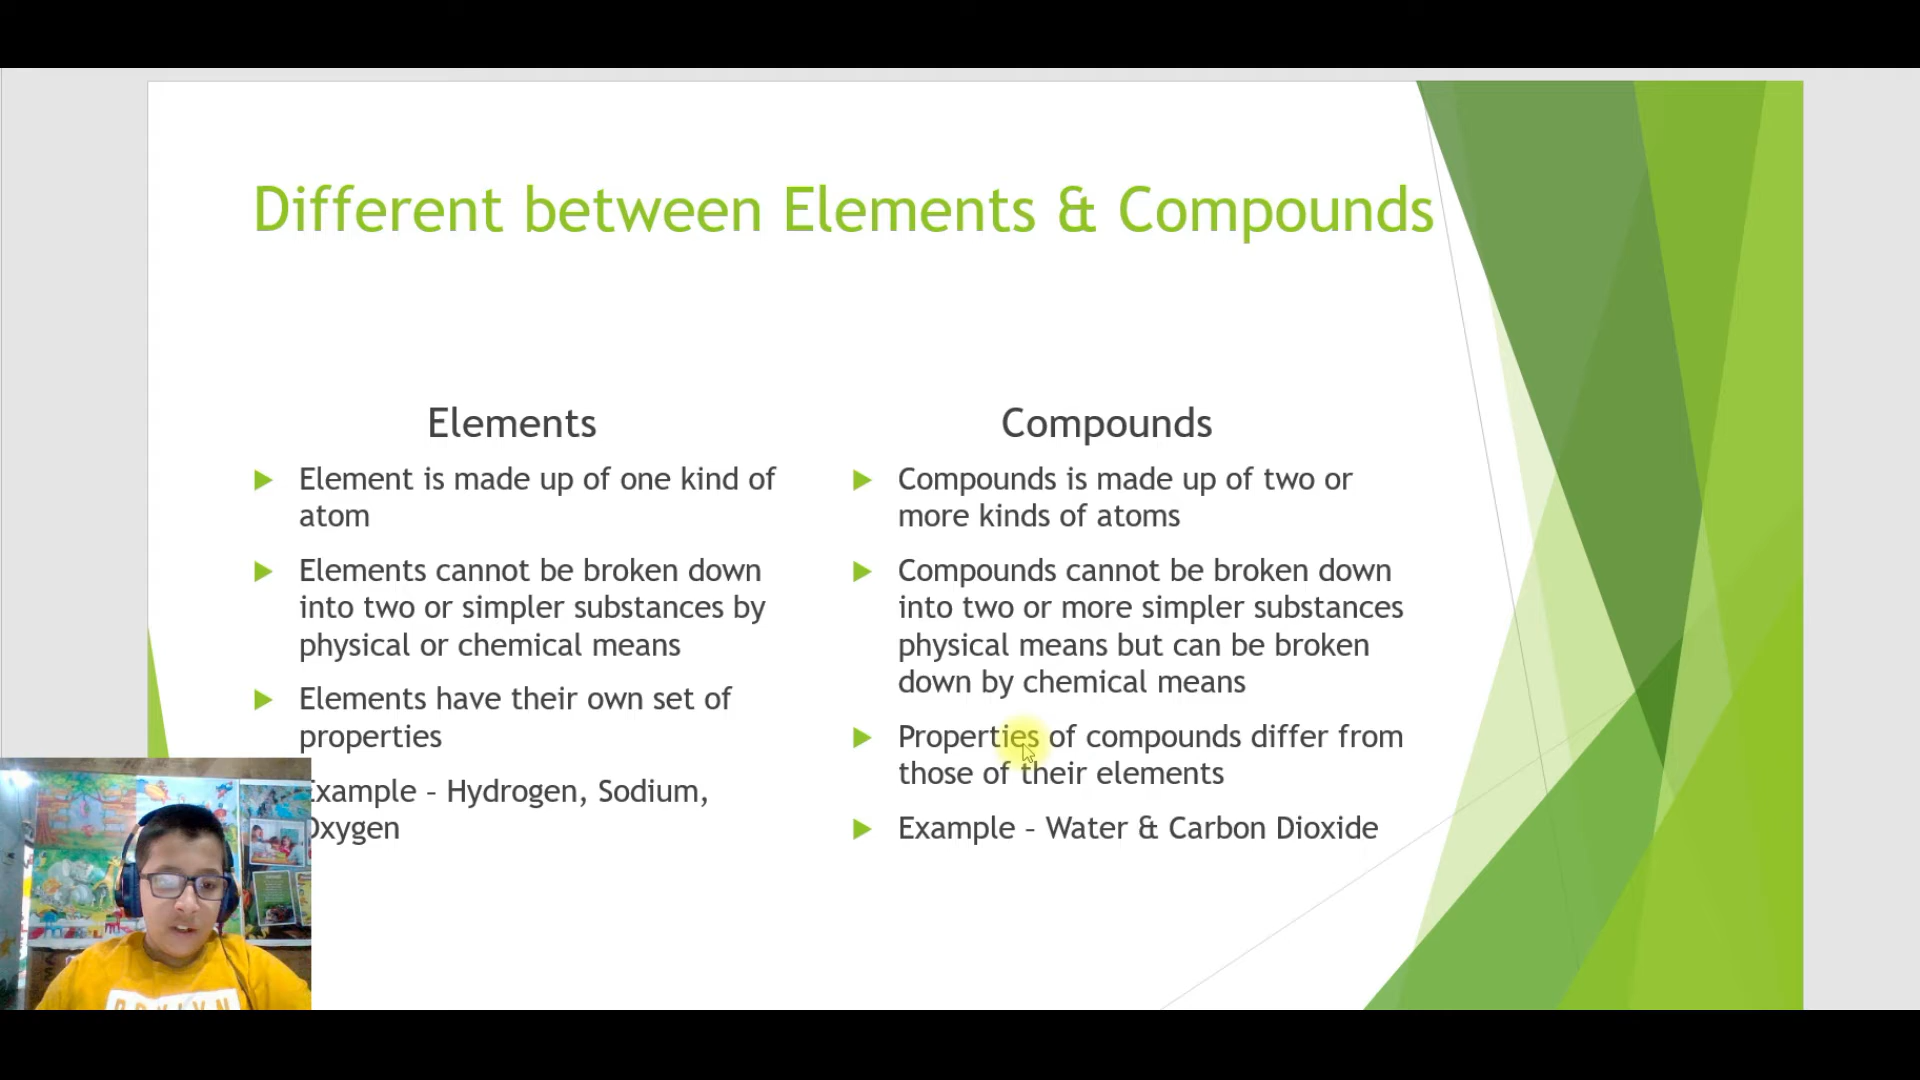 Different between Elements & Compounds
Elements
Element is made up of one kind of
atom
Elements cannot be broken down
into two or simpler substances by
physical or chemical means
Elements have their own set of
properties
Example – Hydrogen, Sodium,
Oxygen
Compounds
Compounds is made up of two or
more kinds of atoms
Compounds cannot be broken down
into two or more simpler substances
physical means but can be broken
down by chemical means
Properties of compounds differ from
those of their elements
Example – Water & Carbon Dioxide